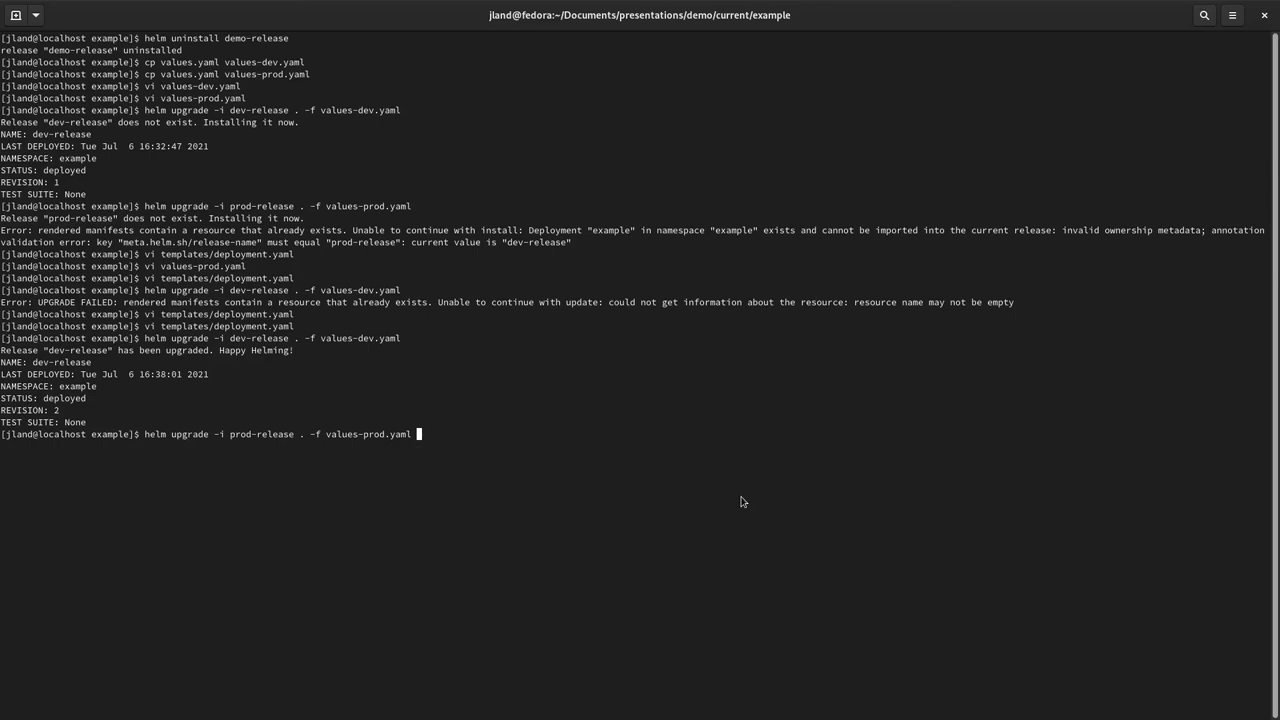 jland@fedora:~/Documents/presentations/demo/current/example
[jland@localhost example]$ helm uninstall demo-release
release "demo-release" uninstalled
[jland@localhost example]$ cp values.yaml values-dev.yaml
[jland@localhost example]$ cp values.yaml values-prod.yaml
[jland@localhost example]$ vi values-dev.yaml
[jland@localhost example]$ vi values-prod.yaml
[jland@localhost example]$ helm upgrade -i dev-release . -f values-dev.yaml
Release "dev-release" does not exist. Installing it now.
NAME: dev-release
LAST DEPLOYED: Tue Jul  6 16:32:47 2021
NAMESPACE: example
STATUS: deployed
REVISION: 1
TEST SUITE: None
[jland@localhost example]$ helm upgrade -i prod-release . -f values-prod.yaml
Release "prod-release" does not exist. Installing it now.
Error: rendered manifests contain a resource that already exists. Unable to continue with install: Deployment "example" in namespace "example" exists and cannot be imported into the current release: invalid ownership metadata; annotation
validation error: key "meta.helm.sh/release-name" must equal "prod-release": current value is "dev-release"
[jland@localhost example]$ vi templates/deployment.yaml
[jland@localhost example]$ vi values-prod.yaml
[jland@localhost example]$ vi templates/deployment.yaml
[jland@localhost example]$ helm upgrade -i dev-release . -f values-dev.yaml
Error: UPGRADE FAILED: rendered manifests contain a resource that already exists. Unable to continue with update: could not get information about the resource: resource name may not be empty
[jland@localhost example]$ vi templates/deployment.yaml
[jland@localhost example]$ vi templates/deployment.yaml
[jland@localhost example]$ helm upgrade -i dev-release . -f values-dev.yaml
Release "dev-release" has been upgraded. Happy Helming!
NAME: dev-release
LAST DEPLOYED: Tue Jul  6 16:38:01 2021
NAMESPACE: example
STATUS: deployed
REVISION: 2
TEST SUITE: None
[jland@localhost example]$ helm upgrade -i prod-release . -f values-prod.yaml